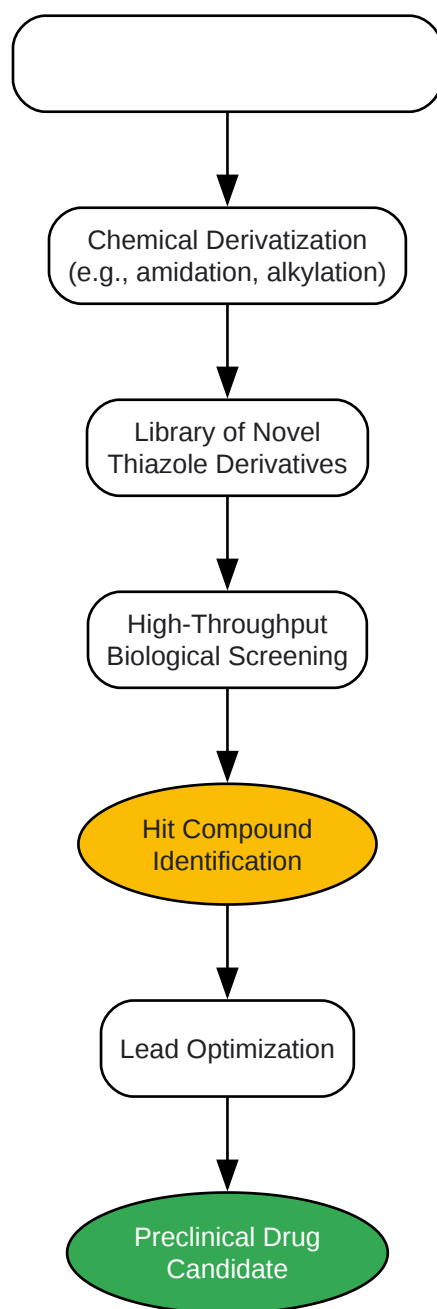 Chemical Derivatization
(e.g., amidation, alkylation)
Library of Novel
Thiazole Derivatives
High-Throughput
Biological Screening
Hit Compound
Identification
Lead Optimization
Preclinical Drug
Candidate